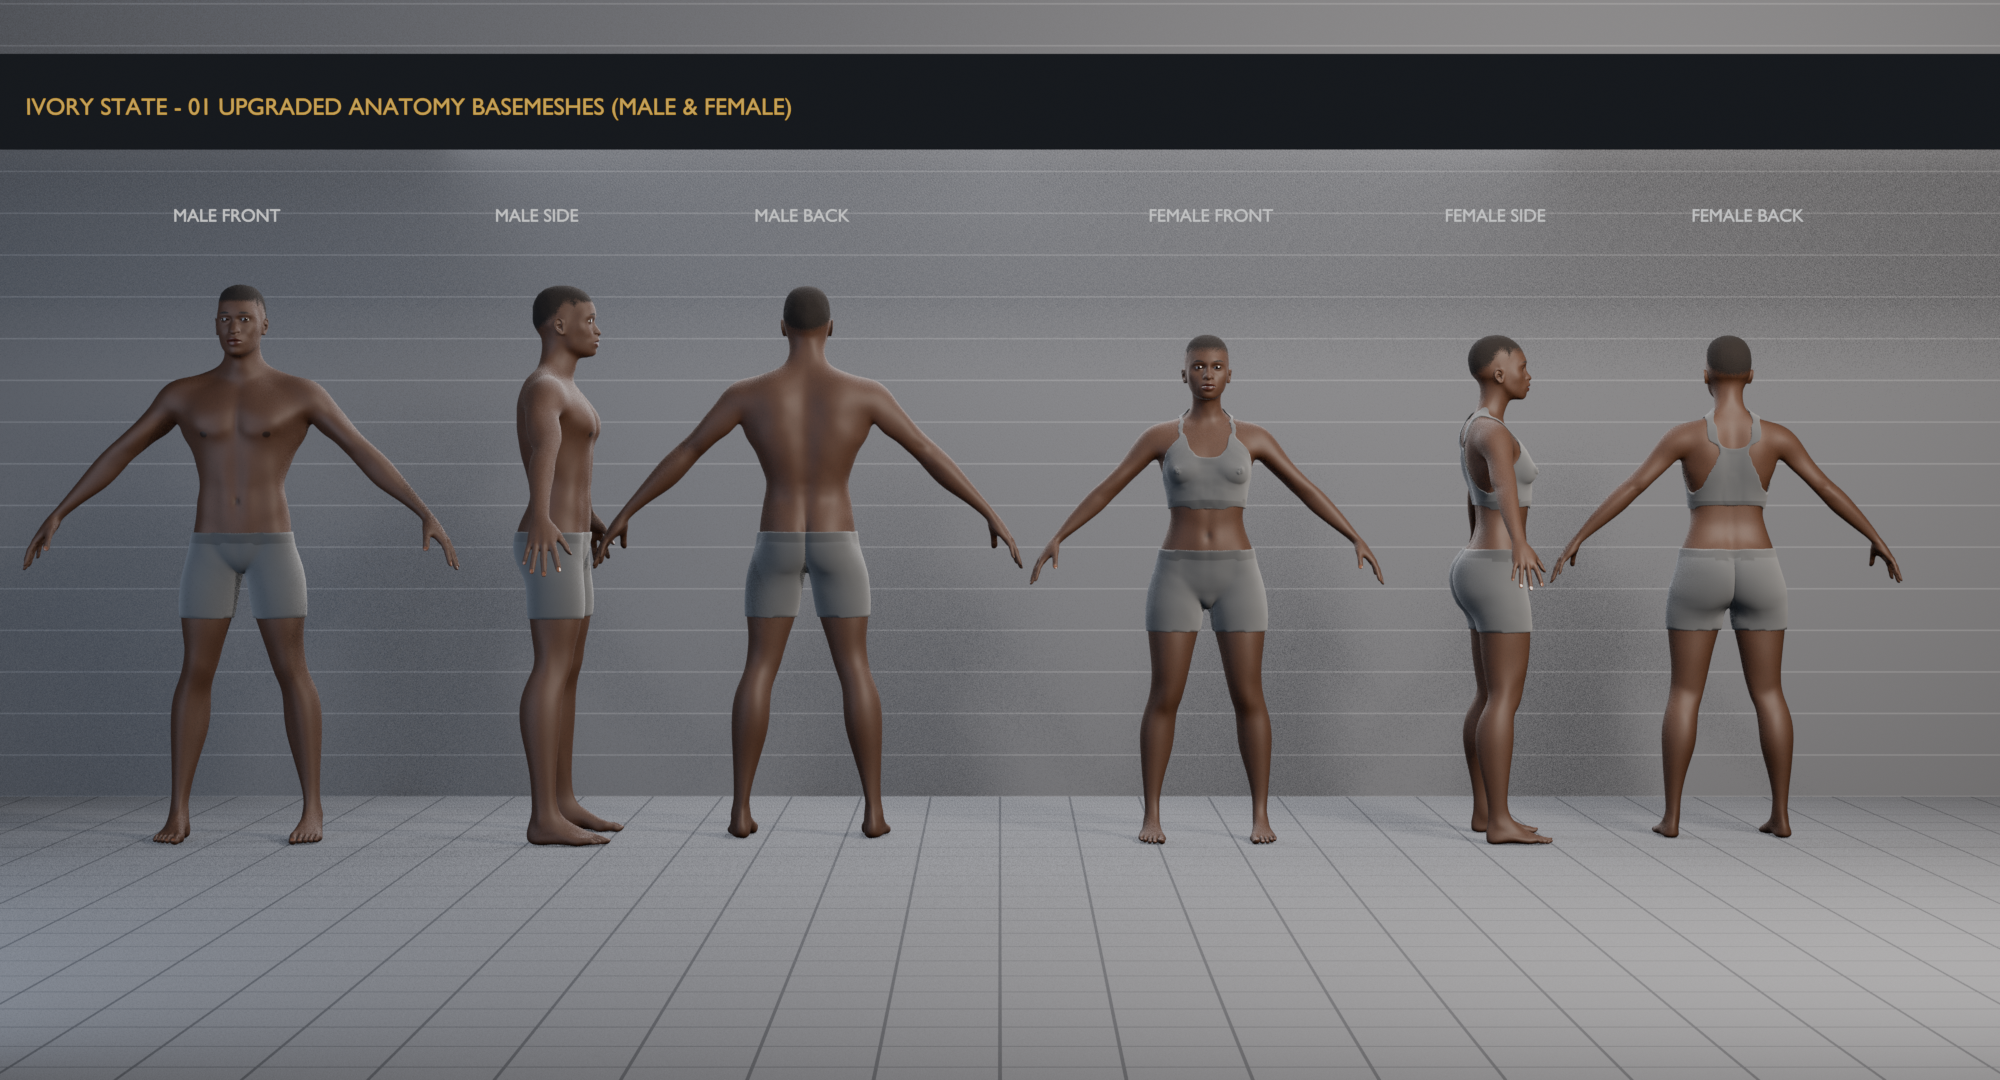 IVORY STATE - 01 UPGRADED ANATOMY BASEMESHES (MALE & FEMALE)
MALE FRONT
MALE SIDE
MALE BACK
FEMALE FRONT
FEMALE SIDE
FEMALE BACK